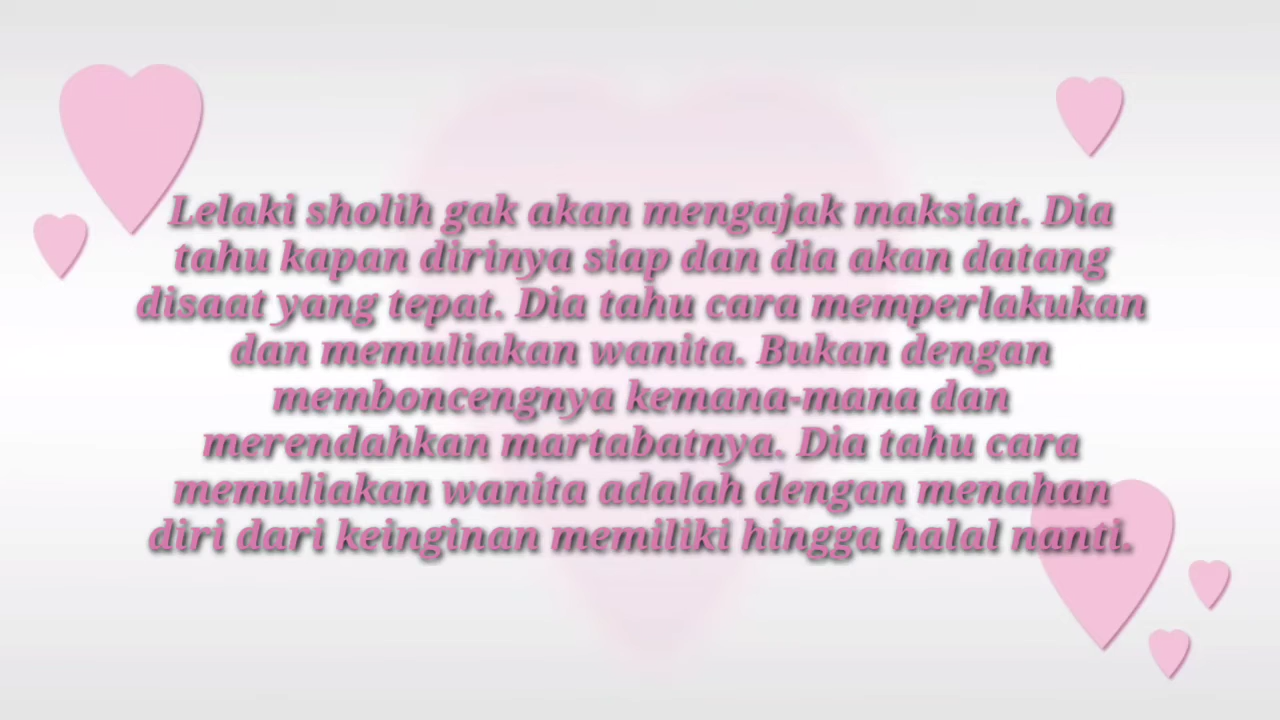 Lelaki sholih gak akan mengajak maksiat. Dia
tahu kapan dirinya siap dan dia akan datang
disaat yang tepat. Dia tahu cara memperlakukan
dan memuliakan wanita. Bukan dengan
memboncengnya kemana-mana dan
merendahkan martabatnya. Dia tahu cara
memuliakan wanita adalah dengan menahan
diri dari keinginan memiliki hingga halal nanti.